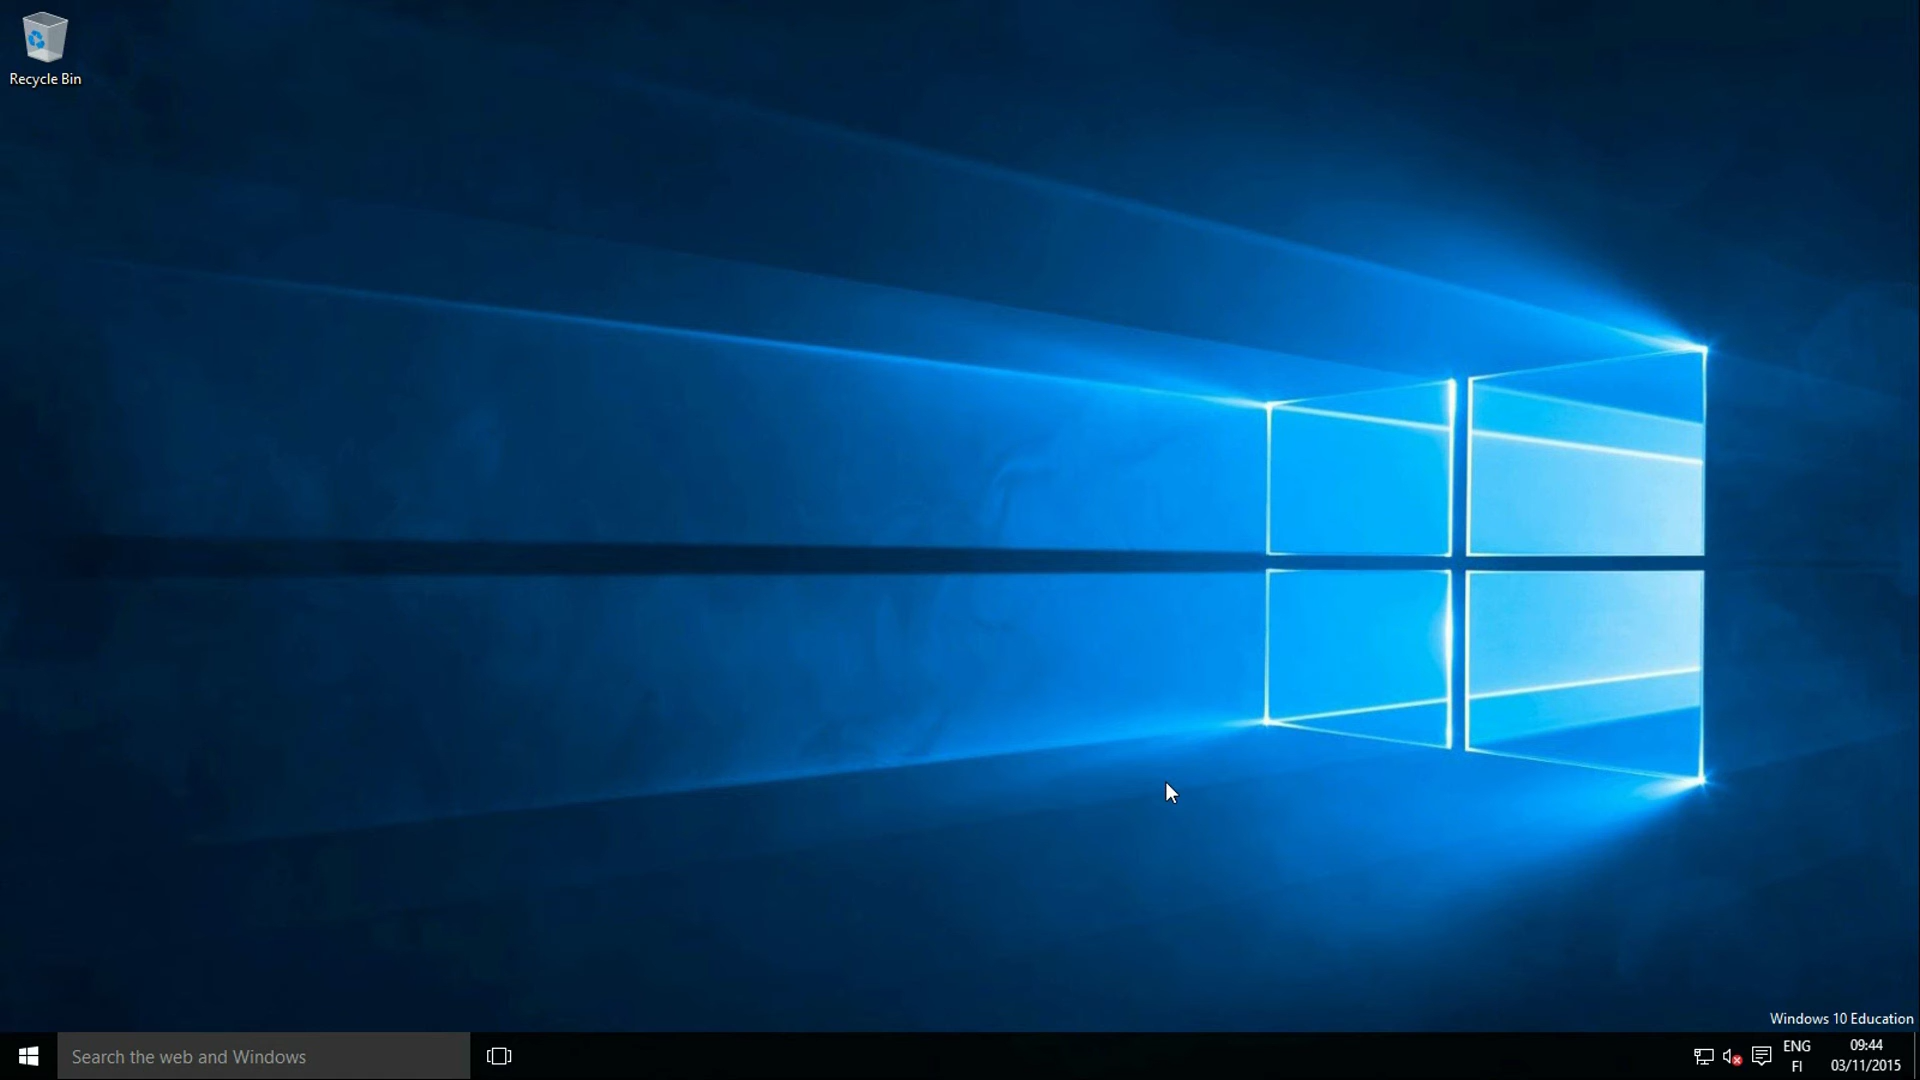 Recycle Bin
Windows 10 Education
Search the web and Windows
ENG
FI
09:44
03/11/2015